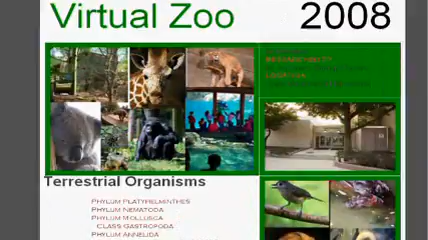 Virtual Zoo 2008
Terrestrial Organisms
PHYLUM PLATYHELMINTHES
PHYLUM NEMATODA
PHYLUM MOLLUSCA
CLASS GASTROPODA
PHYLUM ANNELIDA